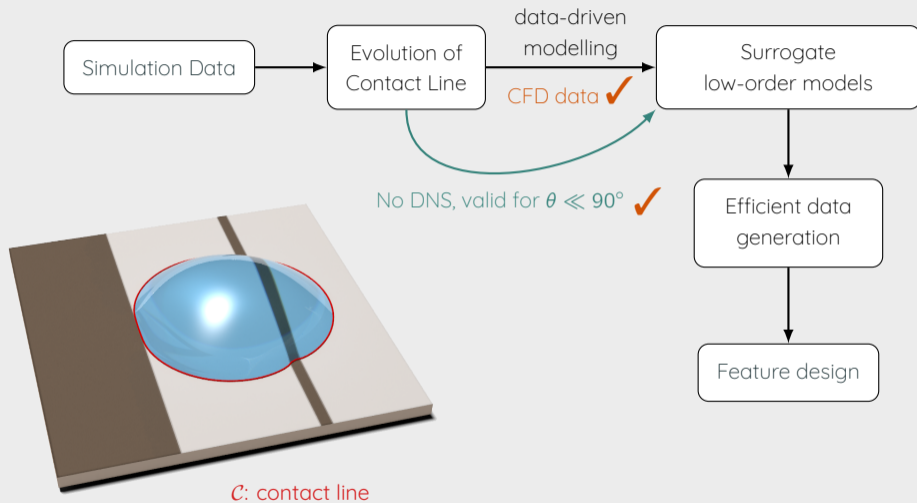 Simulation Data
Evolution of
Contact Line
data-driven
modelling
CFD data ✓
Surrogate
low-order models
No DNS, valid for θ ≪ 90° ✓
Efficient data
generation
Feature design
𝒞: contact line